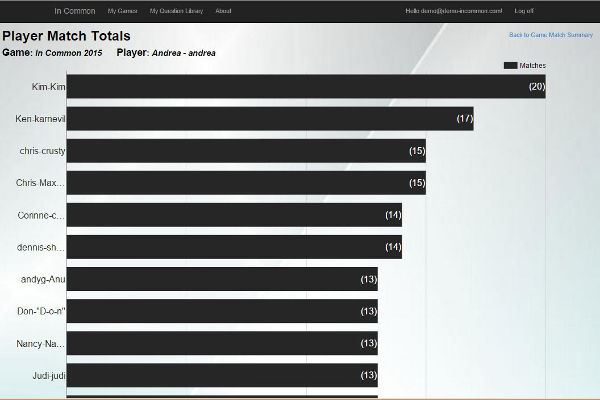 In Common My Games My Question Library About Hello demo@demo-incommon.com! Log off
Player Match Totals
Back to Game Match Summary
Game: In Common 2015 Player: Andrea - andrea
Matches
Kim-Kim (20)
Ken-karnevil (17)
chris-crusty (15)
Chris-Max... (15)
Corinne-c... (14)
dennis-sh... (14)
andyg-Anu (13)
Don-"D-o-n" (13)
Nancy-Na... (13)
Judi-judi (13)